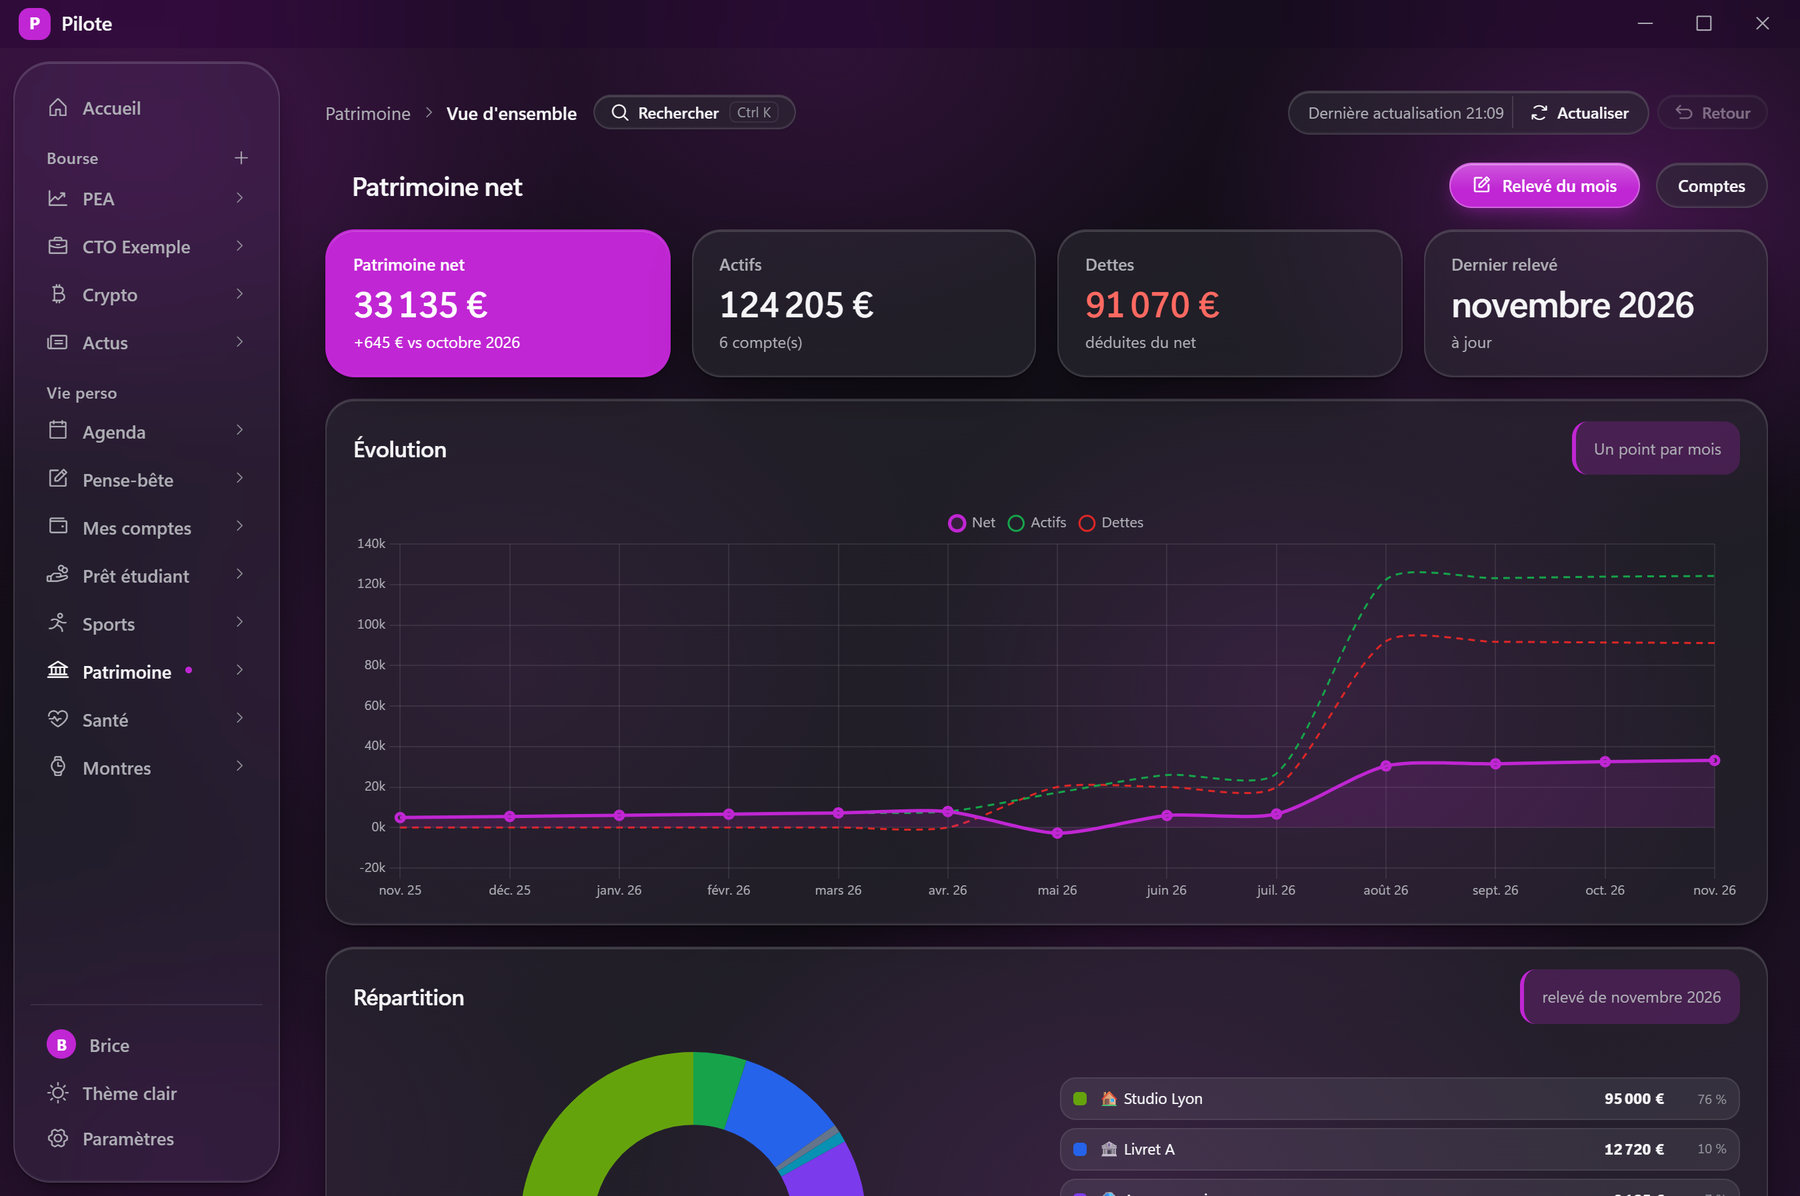 P Pilote
Accueil
Bourse
PEA
CTO Exemple
Crypto
Actus
Vie perso
Agenda
Pense-bête
Mes comptes
Prêt étudiant
Sports
Patrimoine
Santé
Montres
B Brice
Thème clair
Paramètres
Patrimoine > Vue d'ensemble
Rechercher Ctrl K
Dernière actualisation 21:09
Actualiser
Retour
Patrimoine net
Relevé du mois
Comptes
Patrimoine net
33 135 €
+645 € vs octobre 2026
Actifs
124 205 €
6 compte(s)
Dettes
91 070 €
déduites du net
Dernier relevé
novembre 2026
à jour
Évolution
Un point par mois
Net Actifs Dettes
140k
120k
100k
80k
60k
40k
20k
0k
-20k
nov. 25 déc. 25 janv. 26 févr. 26 mars 26 avr. 26 mai 26 juin 26 juil. 26 août 26 sept. 26 oct. 26 nov. 26
Répartition
relevé de novembre 2026
Studio Lyon 95 000 € 76 %
Livret A 12 720 € 10 %